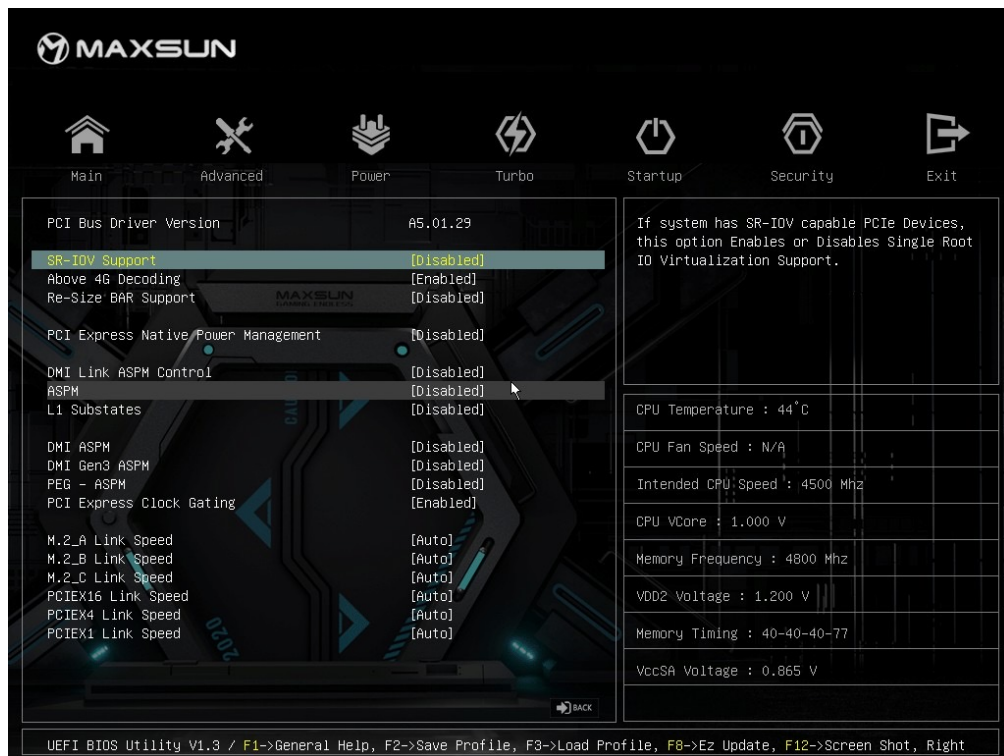 MAXSUN
Main Advanced Power Turbo Startup Security Exit
PCI Bus Driver Version A5.01.29
SR-IOV Support [Disabled]
Above 4G Decoding [Enabled]
Re-Size BAR Support [Disabled]
PCI Express Native Power Management [Disabled]
DMI Link ASPM Control [Disabled]
ASPM [Disabled]
L1 Substates [Disabled]
DMI ASPM [Disabled]
DMI Gen3 ASPM [Disabled]
PEG - ASPM [Disabled]
PCI Express Clock Gating [Enabled]
M.2_A Link Speed [Auto]
M.2_B Link Speed [Auto]
M.2_C Link Speed [Auto]
PCIEX16 Link Speed [Auto]
PCIEX4 Link Speed [Auto]
PCIEX1 Link Speed [Auto]
MAXSUN
CAUTIO
2020
BACK
If system has SR-IOV capable PCIe Devices,
this option Enables or Disables Single Root
IO Virtualization Support.
CPU Temperature : 44°C
CPU Fan Speed : N/A
Intended CPU Speed : 4500 Mhz
CPU VCore : 1.000 V
Memory Frequency : 4800 Mhz
VDD2 Voltage : 1.200 V
Memory Timing : 40-40-40-77
VccSA Voltage : 0.865 V
UEFI BIOS Utility V1.3 / F1->General Help, F2->Save Profile, F3->Load Profile, F8->Ez Update, F12->Screen Shot, Right